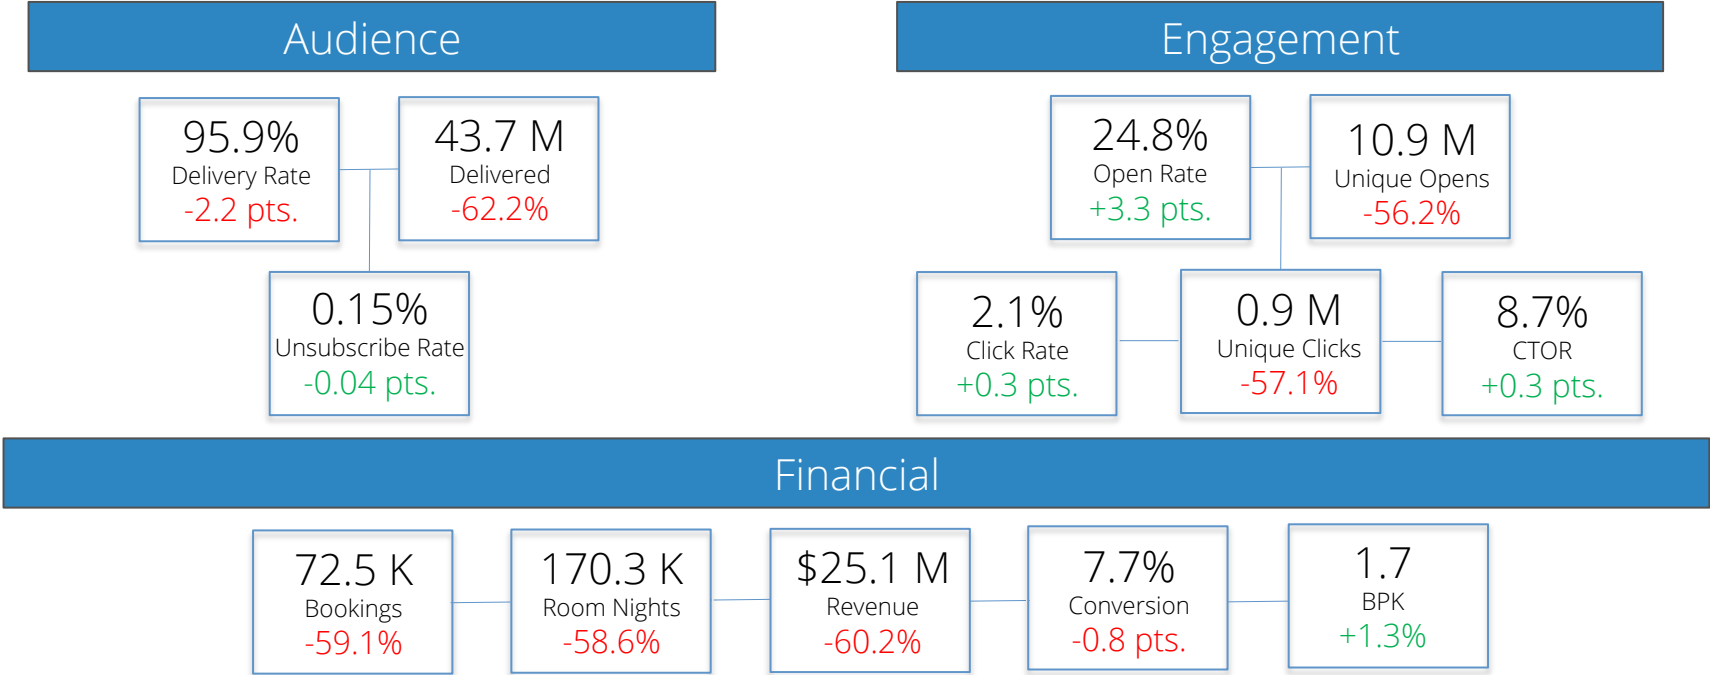 Audience
95.9%
Delivery Rate
-2.2 pts.
43.7 M
Delivered
-62.2%
0.15%
Unsubscribe Rate
-0.04 pts.
Engagement
24.8%
Open Rate
+3.3 pts.
10.9 M
Unique Opens
-56.2%
2.1%
Click Rate
+0.3 pts.
0.9 M
Unique Clicks
-57.1%
8.7%
CTOR
+0.3 pts.
Financial
72.5 K
Bookings
-59.1%
170.3 K
Room Nights
-58.6%
$25.1 M
Revenue
-60.2%
7.7%
Conversion
-0.8 pts.
1.7
BPK
+1.3%